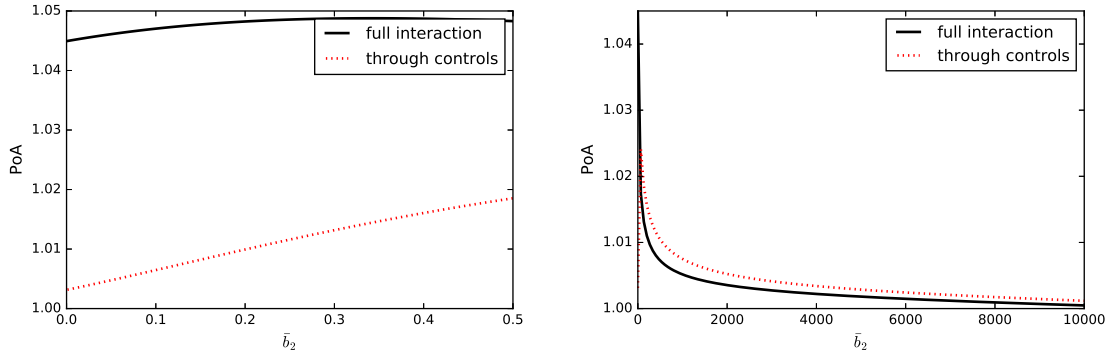 1.05
1.04
1.03
1.02
1.01
1.00
PoA
0.0 0.1 0.2 0.3 0.4 0.5
b̄₂
full interaction
through controls
1.04
1.03
1.02
1.01
1.00
PoA
0 2000 4000 6000 8000 10000
b̄₂
full interaction
through controls